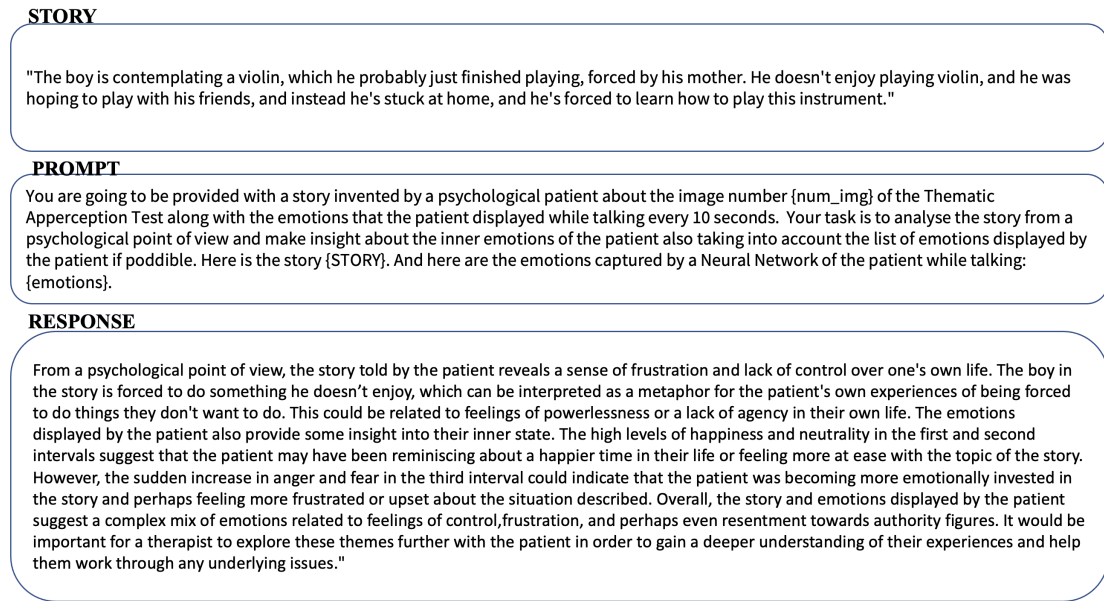 STORY
"The boy is contemplating a violin, which he probably just finished playing, forced by his mother. He doesn't enjoy playing violin, and he was
hoping to play with his friends, and instead he's stuck at home, and he's forced to learn how to play this instrument."
PROMPT
You are going to be provided with a story invented by a psychological patient about the image number {num_img} of the Thematic
Apperception Test along with the emotions that the patient displayed while talking every 10 seconds.  Your task is to analyse the story from a
psychological point of view and make insight about the inner emotions of the patient also taking into account the list of emotions displayed by
the patient if poddible. Here is the story {STORY}. And here are the emotions captured by a Neural Network of the patient while talking:
{emotions}.
RESPONSE
From a psychological point of view, the story told by the patient reveals a sense of frustration and lack of control over one's own life. The boy in
the story is forced to do something he doesn’t enjoy, which can be interpreted as a metaphor for the patient's own experiences of being forced
to do things they don't want to do. This could be related to feelings of powerlessness or a lack of agency in their own life. The emotions
displayed by the patient also provide some insight into their inner state. The high levels of happiness and neutrality in the first and second
intervals suggest that the patient may have been reminiscing about a happier time in their life or feeling more at ease with the topic of the story.
However, the sudden increase in anger and fear in the third interval could indicate that the patient was becoming more emotionally invested in
the story and perhaps feeling more frustrated or upset about the situation described. Overall, the story and emotions displayed by the patient
suggest a complex mix of emotions related to feelings of control,frustration, and perhaps even resentment towards authority figures. It would be
important for a therapist to explore these themes further with the patient in order to gain a deeper understanding of their experiences and help
them work through any underlying issues."